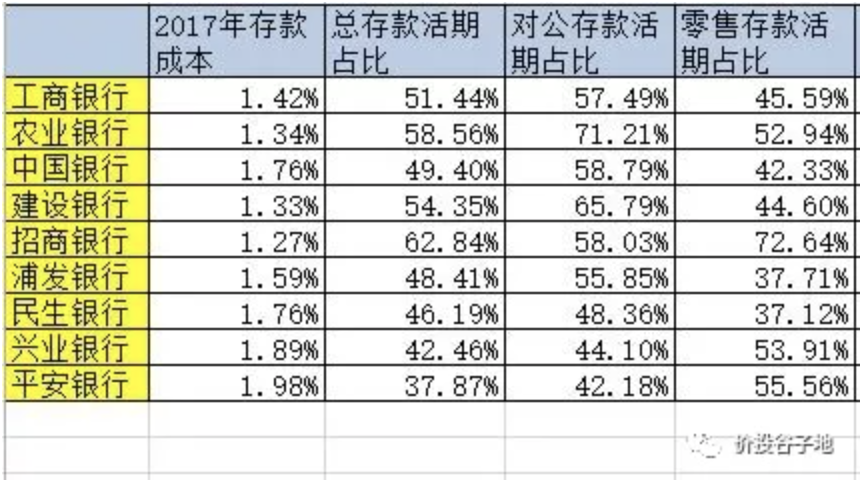 2017年存款成本 总存款活期占比 对公存款活期占比 零售存款活期占比
工商银行 1.42% 51.44% 57.49% 45.59%
农业银行 1.34% 58.56% 71.21% 52.94%
中国银行 1.76% 49.40% 58.79% 42.33%
建设银行 1.33% 54.35% 65.79% 44.60%
招商银行 1.27% 62.84% 58.03% 72.64%
浦发银行 1.59% 48.41% 55.85% 37.71%
民生银行 1.76% 46.19% 48.36% 37.12%
兴业银行 1.89% 42.46% 44.10% 53.91%
平安银行 1.98% 37.87% 42.18% 55.56%
价投谷子地